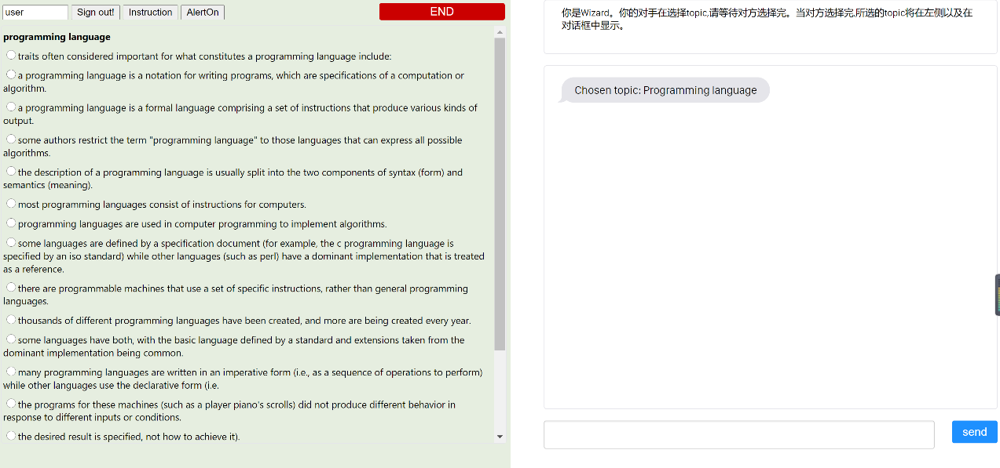 user Sign out! Instruction AlertOn END
programming language
traits often considered important for what constitutes a programming language include:
a programming language is a notation for writing programs, which are specifications of a computation or
algorithm.
a programming language is a formal language comprising a set of instructions that produce various kinds of
output.
some authors restrict the term "programming language" to those languages that can express all possible
algorithms.
the description of a programming language is usually split into the two components of syntax (form) and
semantics (meaning).
most programming languages consist of instructions for computers.
programming languages are used in computer programming to implement algorithms.
some languages are defined by a specification document (for example, the c programming language is
specified by an iso standard) while other languages (such as perl) have a dominant implementation that is treated
as a reference.
there are programmable machines that use a set of specific instructions, rather than general programming
languages.
thousands of different programming languages have been created, and more are being created every year.
some languages have both, with the basic language defined by a standard and extensions taken from the
dominant implementation being common.
many programming languages are written in an imperative form (i.e., as a sequence of operations to perform)
while other languages use the declarative form (i.e.
the programs for these machines (such as a player piano's scrolls) did not produce different behavior in
response to different inputs or conditions.
the desired result is specified, not how to achieve it).
你是Wizard。你的对手在选择topic,请等待对方选择完。当对方选择完,所选的topic将在左侧以及在
对话框中显示。
Chosen topic: Programming language
send